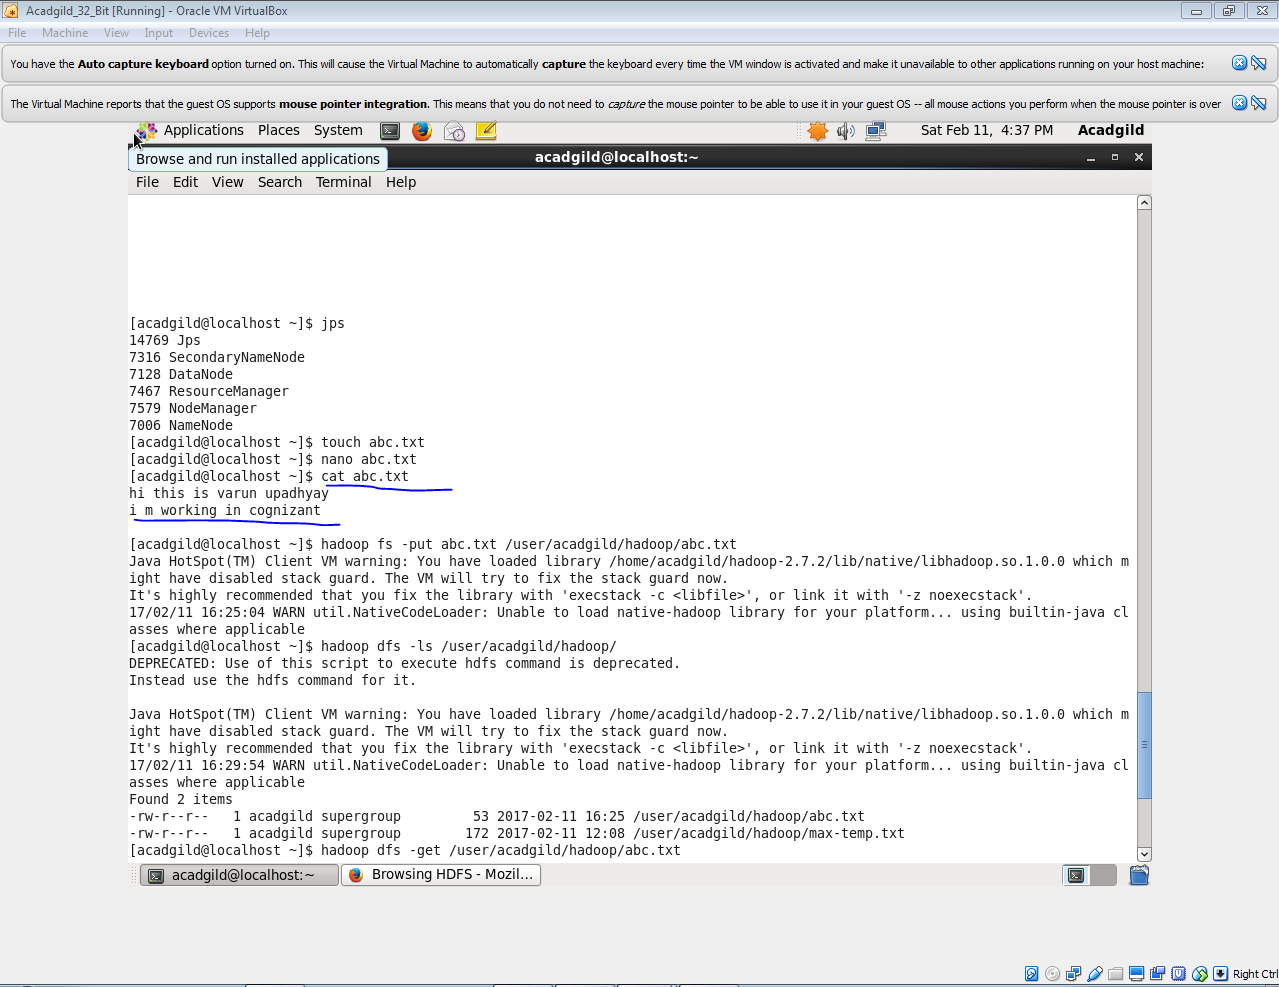 Acadgild_32_Bit [Running] - Oracle VM VirtualBox
File Machine View Input Devices Help
You have the Auto capture keyboard option turned on. This will cause the Virtual Machine to automatically capture the keyboard every time the VM window is activated and make it unavailable to other applications running on your host machine:
The Virtual Machine reports that the guest OS supports mouse pointer integration. This means that you do not need to capture the mouse pointer to be able to use it in your guest OS -- all mouse actions you perform when the mouse pointer is over
Applications Places System Sat Feb 11, 4:37 PM Acadgild
Browse and run installed applications
acadgild@localhost:~
File Edit View Search Terminal Help
[acadgild@localhost ~]$ jps
14769 Jps
7316 SecondaryNameNode
7128 DataNode
7467 ResourceManager
7579 NodeManager
7006 NameNode
[acadgild@localhost ~]$ touch abc.txt
[acadgild@localhost ~]$ nano abc.txt
[acadgild@localhost ~]$ cat abc.txt
hi this is varun upadhyay
i m working in cognizant
[acadgild@localhost ~]$ hadoop fs -put abc.txt /user/acadgild/hadoop/abc.txt
Java HotSpot(TM) Client VM warning: You have loaded library /home/acadgild/hadoop-2.7.2/lib/native/libhadoop.so.1.0.0 which m
ight have disabled stack guard. The VM will try to fix the stack guard now.
It's highly recommended that you fix the library with 'execstack -c <libfile>', or link it with '-z noexecstack'.
17/02/11 16:25:04 WARN util.NativeCodeLoader: Unable to load native-hadoop library for your platform... using builtin-java cl
asses where applicable
[acadgild@localhost ~]$ hadoop dfs -ls /user/acadgild/hadoop/
DEPRECATED: Use of this script to execute hdfs command is deprecated.
Instead use the hdfs command for it.
Java HotSpot(TM) Client VM warning: You have loaded library /home/acadgild/hadoop-2.7.2/lib/native/libhadoop.so.1.0.0 which m
ight have disabled stack guard. The VM will try to fix the stack guard now.
It's highly recommended that you fix the library with 'execstack -c <libfile>', or link it with '-z noexecstack'.
17/02/11 16:29:54 WARN util.NativeCodeLoader: Unable to load native-hadoop library for your platform... using builtin-java cl
asses where applicable
Found 2 items
-rw-r--r--   1 acadgild supergroup         53 2017-02-11 16:25 /user/acadgild/hadoop/abc.txt
-rw-r--r--   1 acadgild supergroup        172 2017-02-11 12:08 /user/acadgild/hadoop/max-temp.txt
[acadgild@localhost ~]$ hadoop dfs -get /user/acadgild/hadoop/abc.txt
acadgild@localhost:~ Browsing HDFS - Mozil...
Right Ctrl